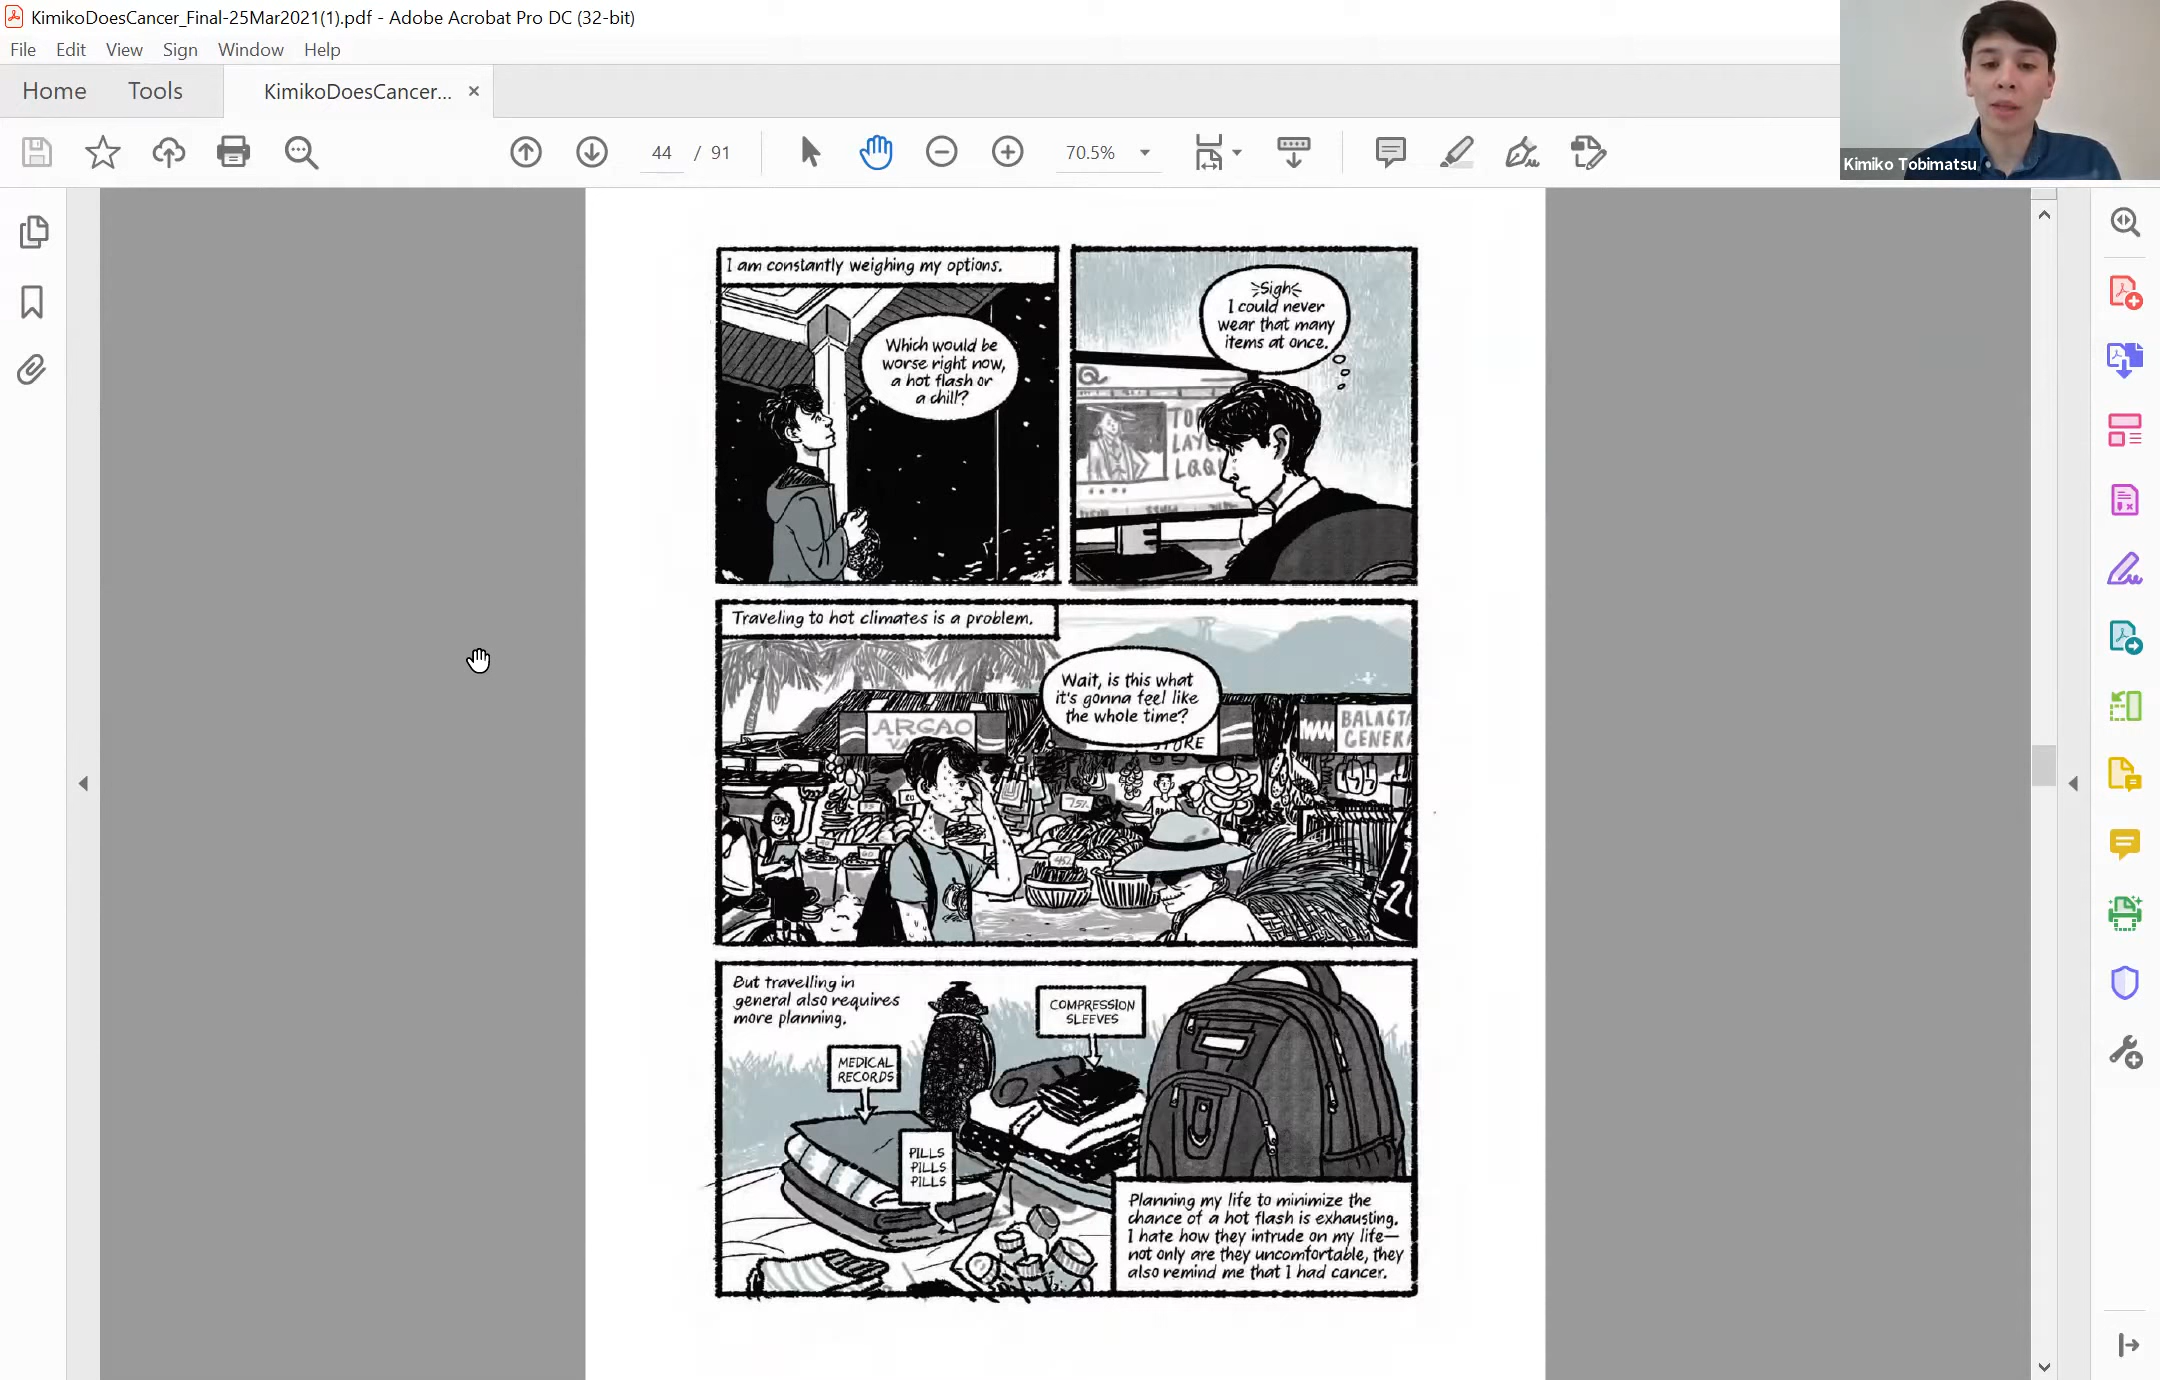 KimikoDoesCancer_Final-25Mar2021(1).pdf - Adobe Acrobat Pro DC (32-bit)
File Edit View Sign Window Help
Home Tools KimikoDoesCancer... ×
44 / 91 70.5%
Kimiko Tobimatsu
I am constantly weighing my options.
Which would be
worse right now,
a hot flash or
a chill?
Sigh
I could never
wear that many
items at once.
Q
Traveling to hot climates is a problem.
Wait, is this what
it's gonna feel like
the whole time?
ARGAO
But travelling in
general also requires
more planning.
MEDICAL
RECORDS
COMPRESSION
SLEEVES
PILLS
PILLS
PILLS
Planning my life to minimize the
chance of a hot flash is exhausting.
I hate how they intrude on my life—
not only are they uncomfortable, they
also remind me that I had cancer.